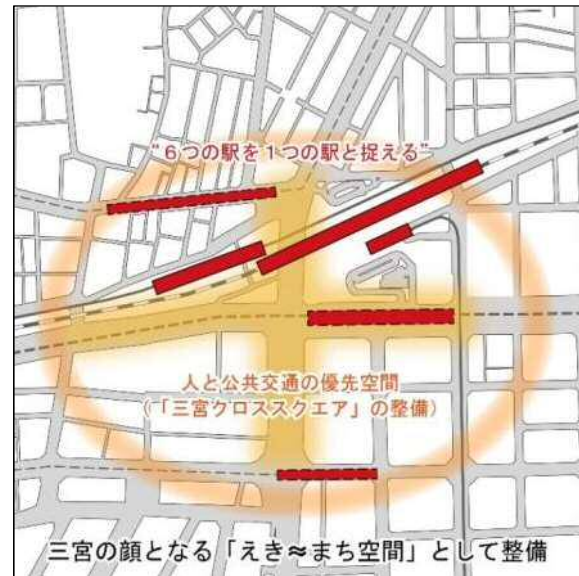 "６つの駅を１つの駅と捉える"
人と公共交通の優先空間
(「三宮クロススクエア」の整備)
三宮の顔となる「えき≈まち空間」として整備